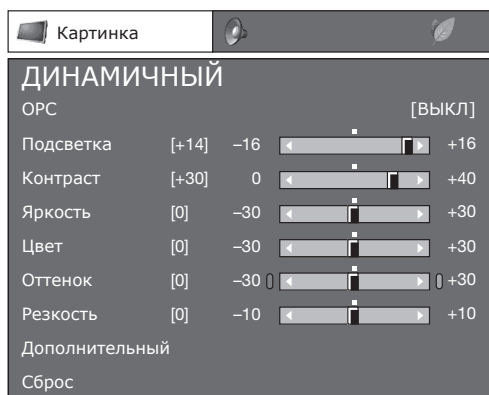 Картинка
ДИНАМИЧНЫЙ
OPC [ВЫКЛ]
Подсветка [+14] –16 +16
Контраст [+30] 0 +40
Яркость [0] –30 +30
Цвет [0] –30 +30
Оттенок [0] –30 +30
Резкость [0] –10 +10
Дополнительный
Сброс